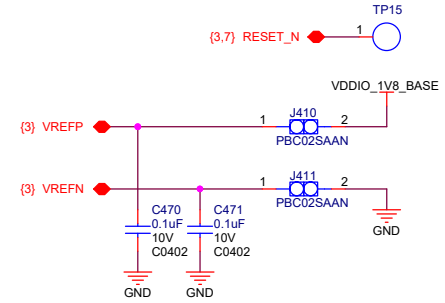 TP15
{3,7} RESET_N
1
VDDIO_1V8_BASE
J410
{3} VREFP
1
2
PBC02SAAN
J411
{3} VREFN
1
2
PBC02SAAN
C470
0.1uF
10V
C0402
C471
0.1uF
10V
C0402
GND
GND
GND